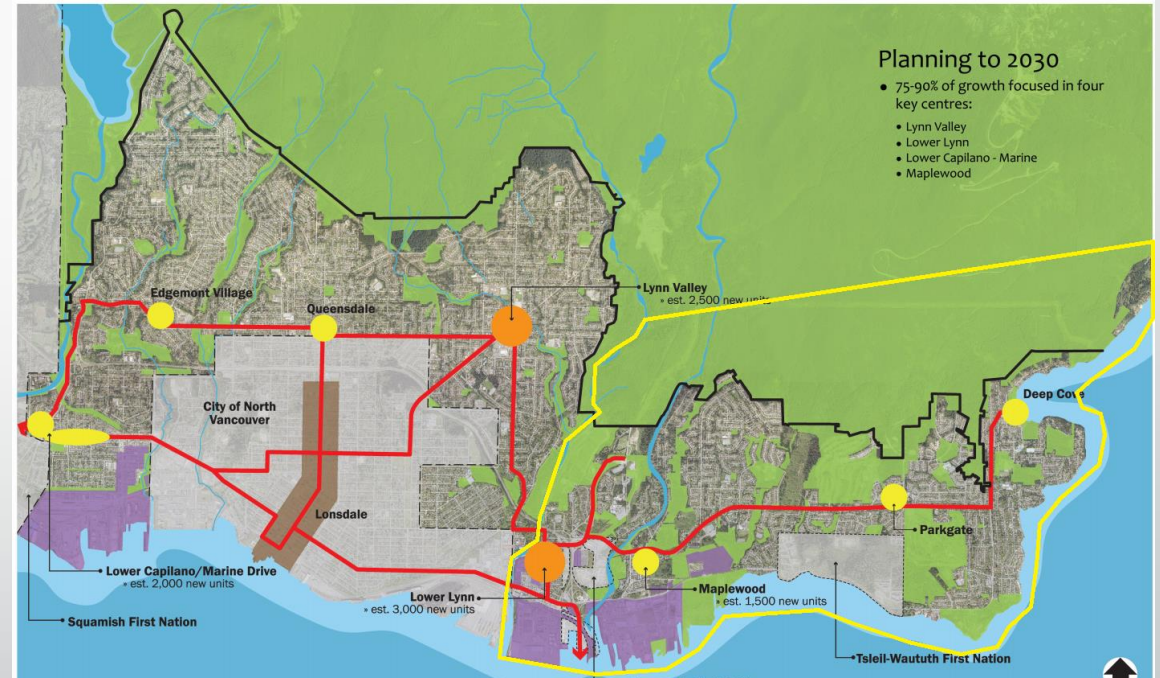 Planning to 2030
• 75-90% of growth focused in four
key centres:
• Lynn Valley
• Lower Lynn
• Lower Capilano - Marine
• Maplewood
Lynn Valley
est. 2,500 new units
Edgemont Village
Queensdale
City of North
Vancouver
Deep Cove
Lonsdale
Parkgate
Lower Capilano/Marine Drive
est. 2,000 new units
Lower Lynn
est. 3,000 new units
Maplewood
est. 1,500 new units
Squamish First Nation
Tsleil-Waututh First Nation